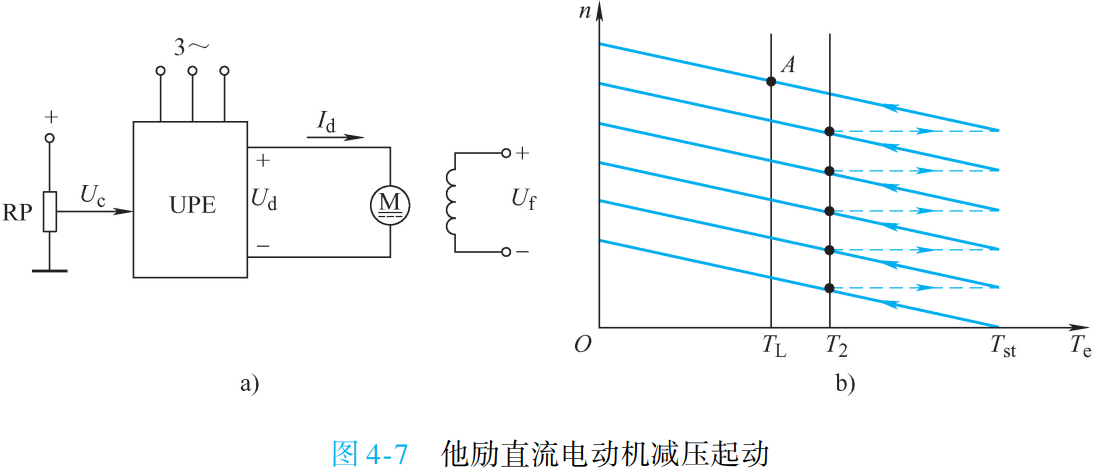 3～
+
RP
U_c
UPE
I_d
+
U_d
−
M
+
U_f
−
a)
n
A
O
T_L
T_2
T_st
T_e
b)
图 4-7 他励直流电动机减压起动